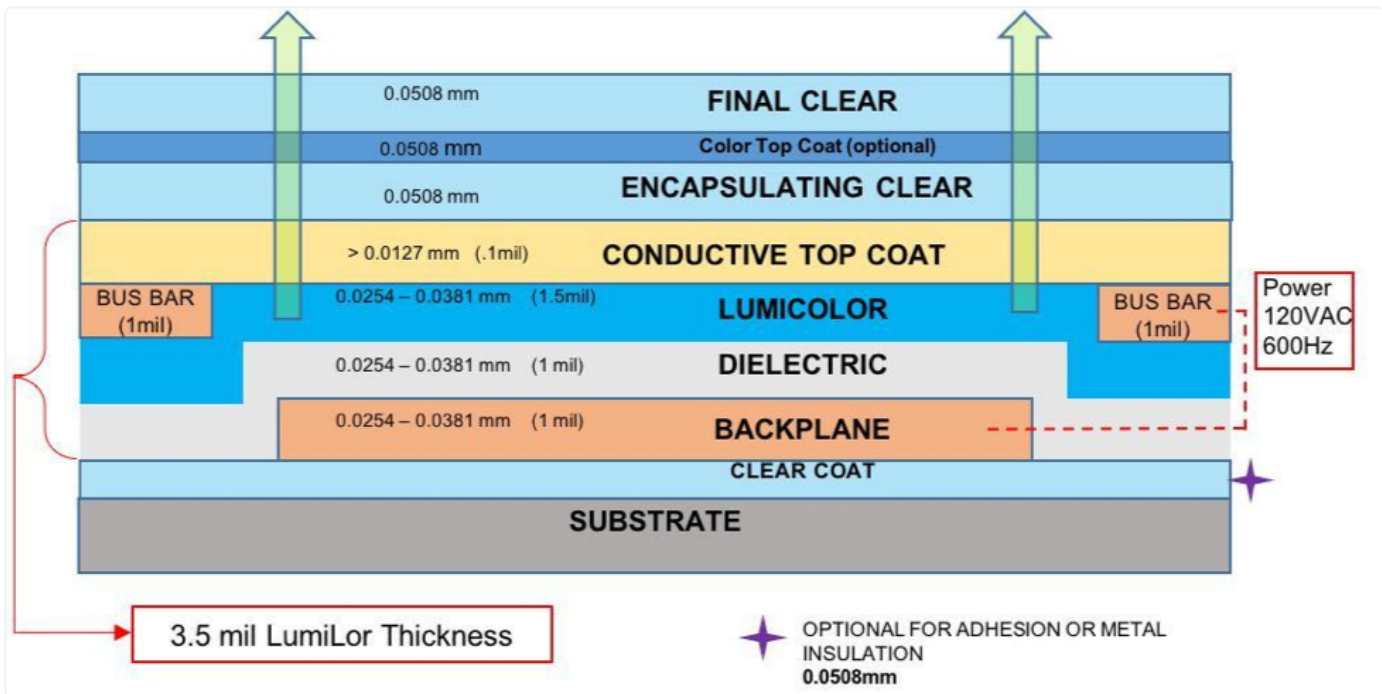 0.0508 mm FINAL CLEAR
0.0508 mm Color Top Coat (optional)
0.0508 mm ENCAPSULATING CLEAR
> 0.0127 mm (.1mil) CONDUCTIVE TOP COAT
BUS BAR
(1mil)
0.0254 – 0.0381 mm (1.5mil) LUMICOLOR
BUS BAR
(1mil)
Power
120VAC
600Hz
0.0254 – 0.0381 mm (1 mil) DIELECTRIC
0.0254 – 0.0381 mm (1 mil) BACKPLANE
CLEAR COAT
SUBSTRATE
3.5 mil LumiLor Thickness
OPTIONAL FOR ADHESION OR METAL
INSULATION
0.0508mm